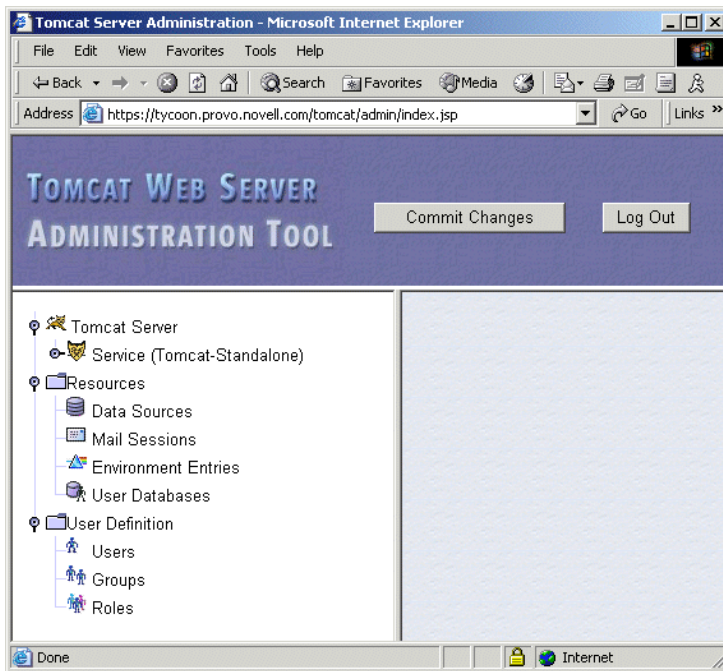 Tomcat Server Administration - Microsoft Internet Explorer
File Edit View Favorites Tools Help
Back Search Favorites Media
Address https://tycoon.provo.novell.com/tomcat/admin/index.jsp Go Links »
TOMCAT WEB SERVER
ADMINISTRATION TOOL
Commit Changes Log Out
Tomcat Server
Service (Tomcat-Standalone)
Resources
Data Sources
Mail Sessions
Environment Entries
User Databases
User Definition
Users
Groups
Roles
Done Internet